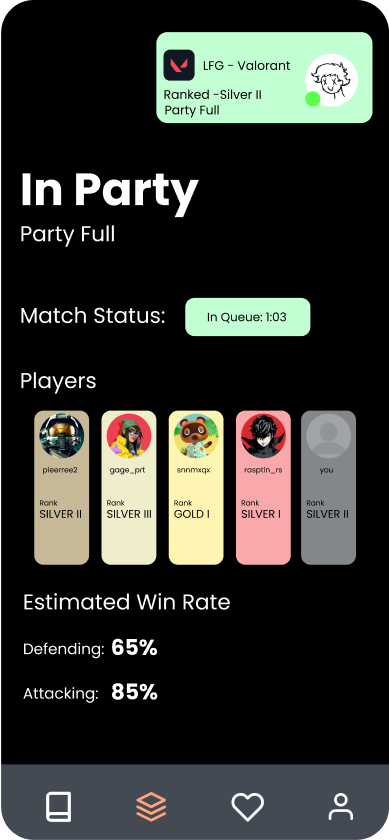 LFG - Valorant
Ranked -Silver II
Party Full
In Party
Party Full
Match Status:
In Queue: 1:03
Players
pieerree2
gage_prt
snnmxqx
rasptin_rs
you
Rank
SILVER II
Rank
SILVER III
Rank
GOLD I
Rank
SILVER I
Rank
SILVER II
Estimated Win Rate
Defending: 65%
Attacking: 85%